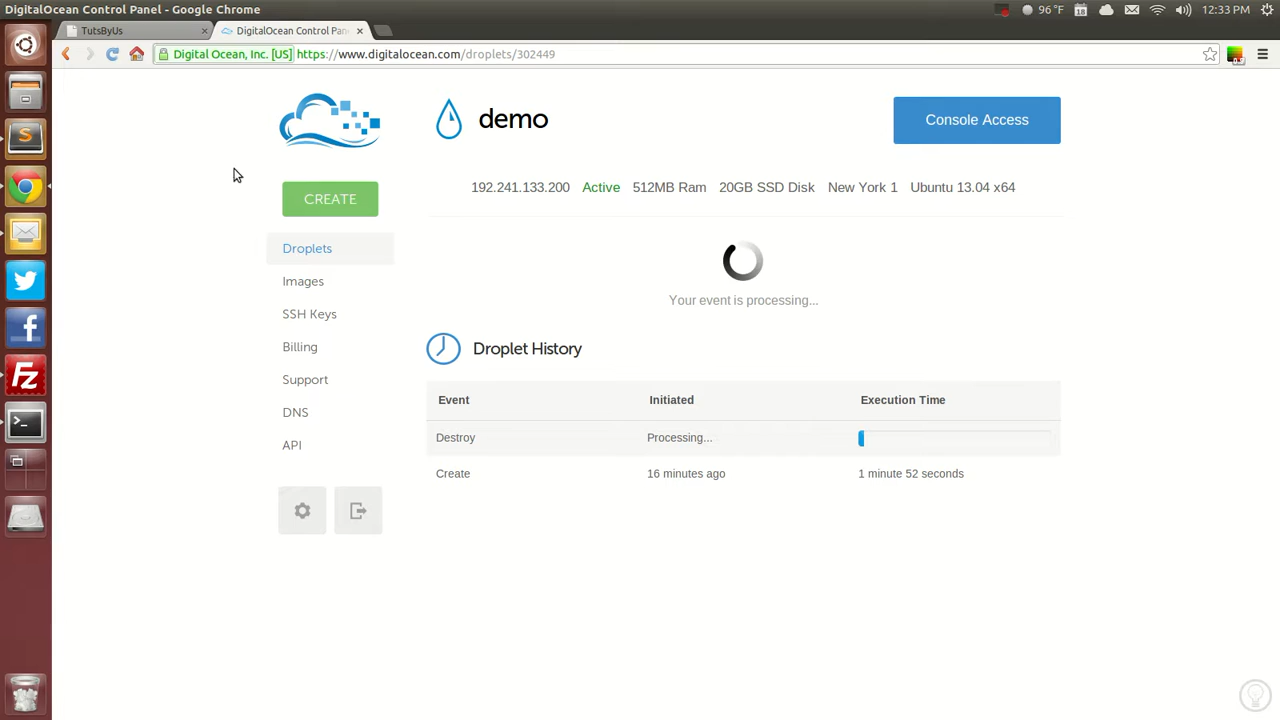 DigitalOcean Control Panel - Google Chrome
96 °F
18
12:33 PM
TutsByUs
DigitalOcean Control Pan
Digital Ocean, Inc. [US] https://www.digitalocean.com/droplets/302449
demo
Console Access
192.241.133.200 Active 512MB Ram 20GB SSD Disk New York 1 Ubuntu 13.04 x64
CREATE
Droplets
Images
SSH Keys
Billing
Support
DNS
API
Your event is processing...
Droplet History
Event Initiated Execution Time
Destroy Processing...
Create 16 minutes ago 1 minute 52 seconds